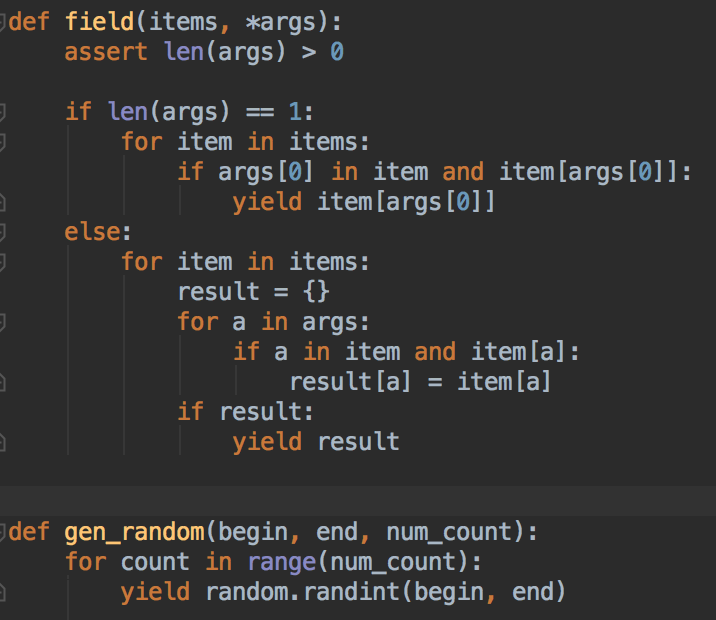 def field(items, *args):
    assert len(args) > 0

    if len(args) == 1:
        for item in items:
            if args[0] in item and item[args[0]]:
                yield item[args[0]]
    else:
        for item in items:
            result = {}
            for a in args:
                if a in item and item[a]:
                    result[a] = item[a]
            if result:
                yield result

def gen_random(begin, end, num_count):
    for count in range(num_count):
        yield random.randint(begin, end)